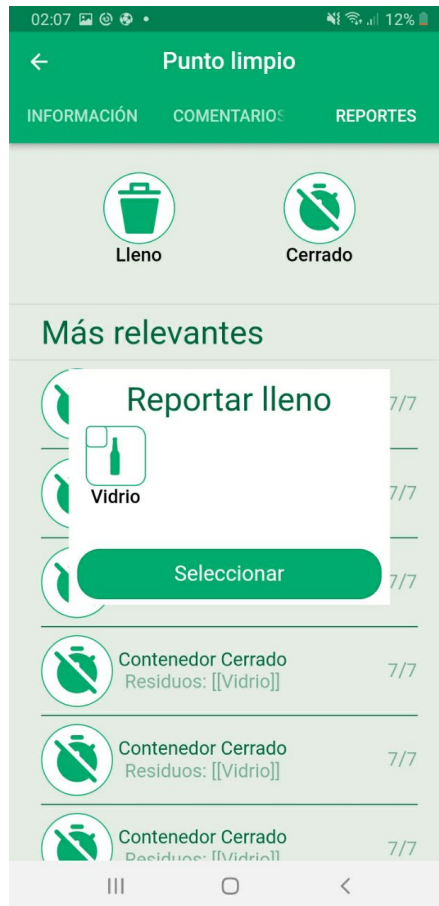 02:07 12%
Punto limpio
INFORMACIÓN COMENTARIOS REPORTES
Lleno Cerrado
Más relevantes
7/7
Reportar lleno
Vidrio
7/7
Seleccionar
7/7
Contenedor Cerrado
Residuos: [[Vidrio]]
7/7
Contenedor Cerrado
Residuos: [[Vidrio]]
7/7
Contenedor Cerrado
Residuos: [[Vidrio]]
7/7